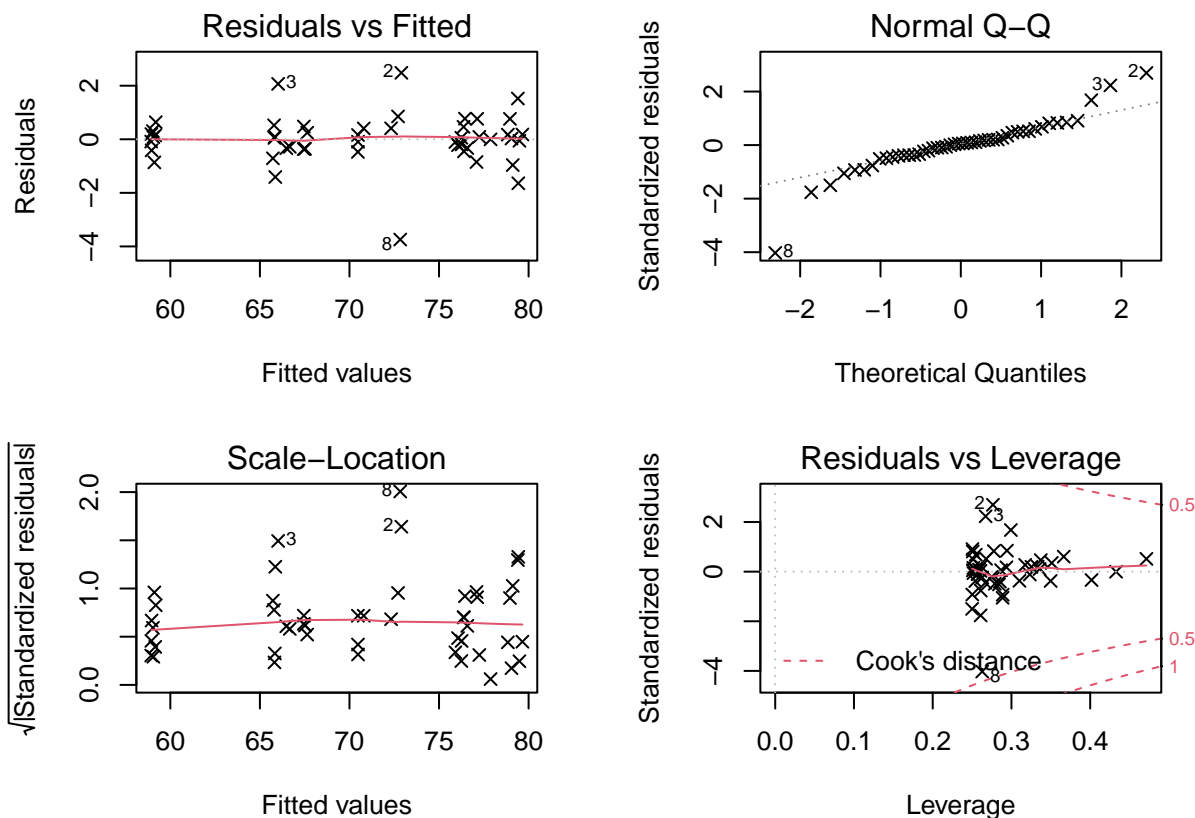 Residuals vs Fitted
Residuals
2
0
−2
−4
3
2
8
60 65 70 75 80
Fitted values
Normal Q−Q
Standardized residuals
2
0
−2
−4
3
2
8
−2 −1 0 1 2
Theoretical Quantiles
Scale−Location
√|Standardized residuals|
2.0
1.0
0.0
8
2
3
60 65 70 75 80
Fitted values
Residuals vs Leverage
Standardized residuals
2
0
−2
−4
2
3
8
0.5
0.5
1
Cook's distance
0.0 0.1 0.2 0.3 0.4
Leverage